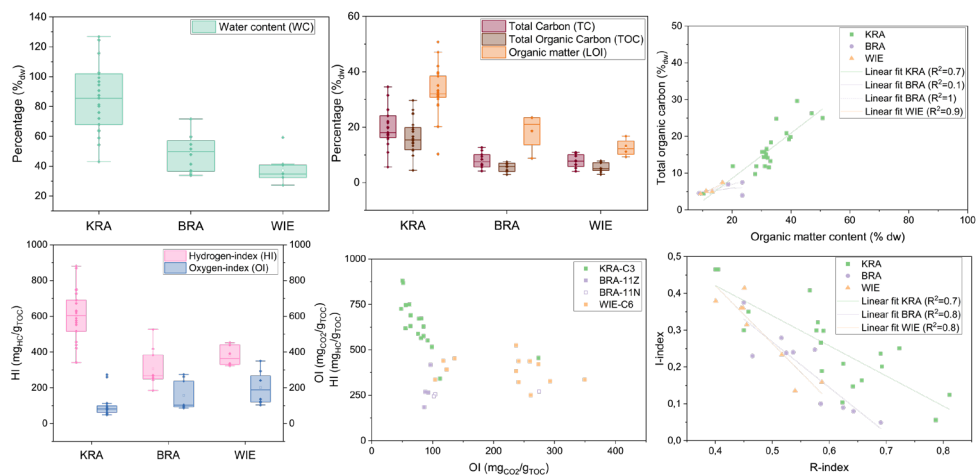 Water content (WC)
Percentage (%dw)
140
120
100
80
60
40
20
KRA
BRA
WIE
Total Carbon (TC)
Total Organic Carbon (TOC)
Organic matter (LOI)
Percentage (%dw)
60
40
20
0
KRA
BRA
WIE
KRA
BRA
WIE
Linear fit KRA (R²=0.7)
Linear fit BRA (R²=0.1)
Linear fit BRA (R²=1)
Linear fit WIE (R²=0.9)
Total organic carbon (%dw)
50
40
30
20
10
0
0
20
40
60
80
100
Organic matter content (% dw)
Hydrogen-index (HI)
Oxygen-index (OI)
HI (mgHC/gTOC)
1000
800
600
400
200
0
OI (mgCO2/gTOC)
1000
800
600
400
200
0
KRA
BRA
WIE
KRA-C3
BRA-11Z
BRA-11N
WIE-C6
HI (mgHC/gTOC)
1000
800
600
400
200
0
0
100
200
300
400
OI (mgCO2/gTOC)
KRA
BRA
WIE
Linear fit KRA (R²=0.7)
Linear fit BRA (R²=0.8)
Linear fit WIE (R²=0.8)
I-index
0,5
0,4
0,3
0,2
0,1
0,0
0,4
0,5
0,6
0,7
0,8
R-index